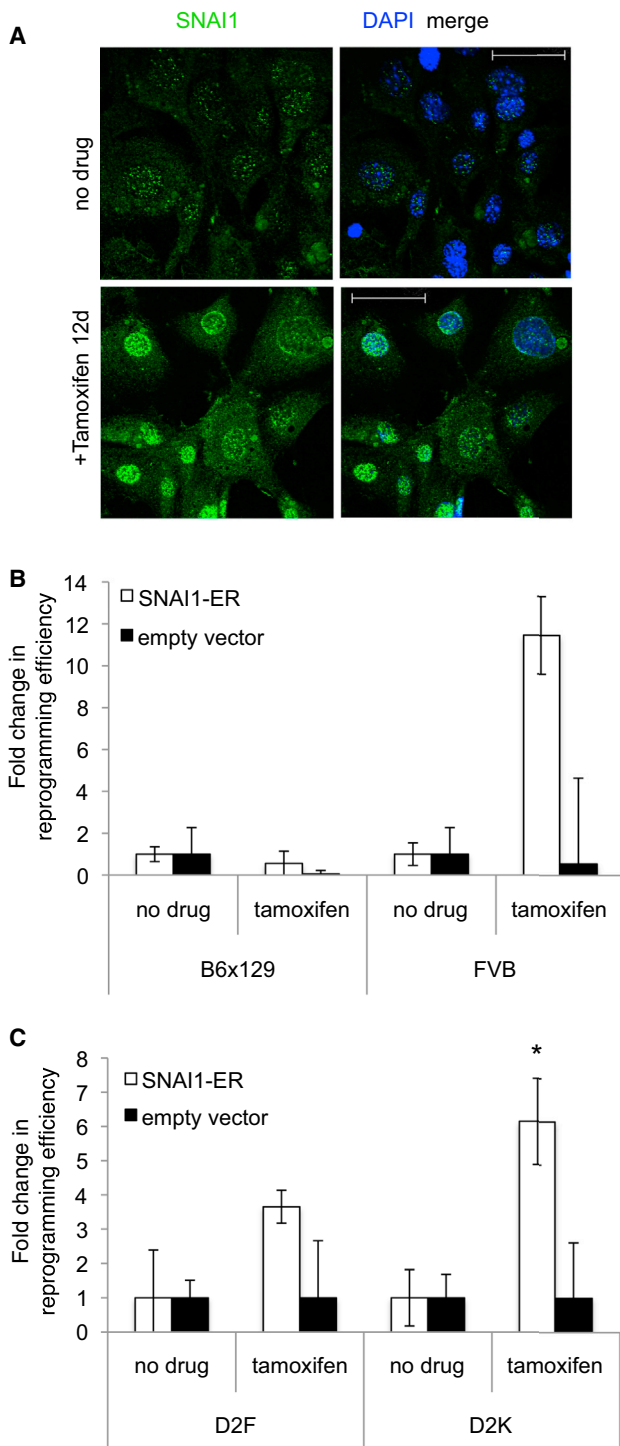 A
SNAI1
DAPI merge
no drug
+Tamoxifen 12d
B
Fold change in
reprogramming efficiency
14
12
10
8
6
4
2
0
SNAI1-ER
empty vector
no drug
tamoxifen
no drug
tamoxifen
B6x129
FVB
C
Fold change in
reprogramming efficiency
8
7
6
5
4
3
2
1
0
SNAI1-ER
empty vector
*
no drug
tamoxifen
no drug
tamoxifen
D2F
D2K